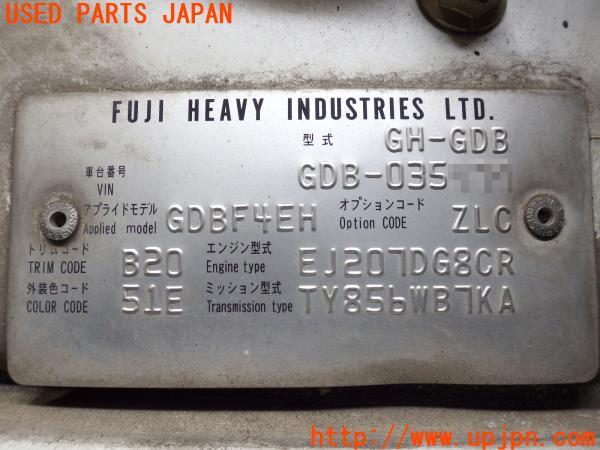 USED PARTS JAPAN
FUJI HEAVY INDUSTRIES LTD.
型式 GH-GDB
車台番号 VIN GDB-035
アプライドモデル Applied model GDBF4EH オプションコード Option CODE ZLC
トリムコード TRIM CODE B20 エンジン型式 Engine type EJ207DG8CR
外装色コード COLOR CODE 51E ミッション型式 Transmission type TY856WB7KA
http://www.upjpn.com/